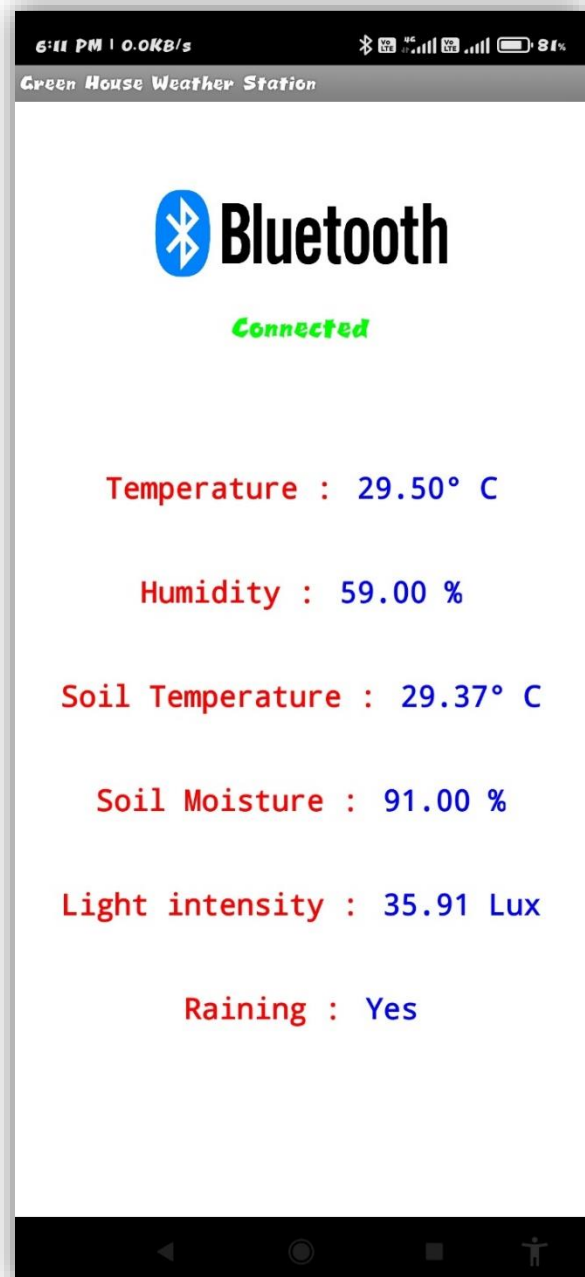 6:11 PM | 0.0KB/s 4G 81%
Green House Weather Station
Bluetooth
Connected
Temperature : 29.50° C
Humidity : 59.00 %
Soil Temperature : 29.37° C
Soil Moisture : 91.00 %
Light intensity : 35.91 Lux
Raining : Yes